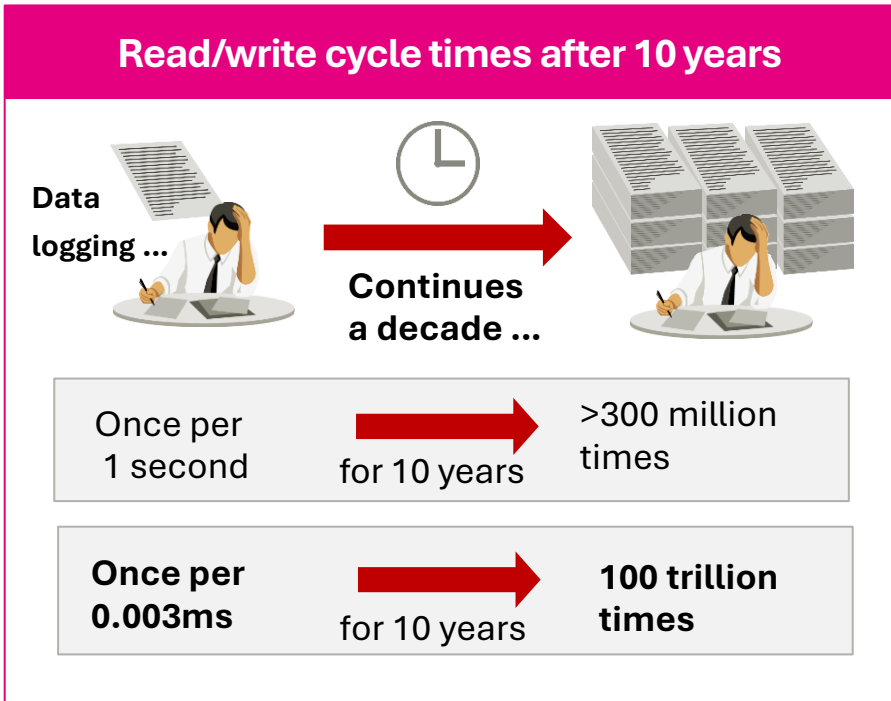 Read/write cycle times after 10 years
Data
logging ...
Continues
a decade ...
Once per
1 second
for 10 years
>300 million
times
Once per
0.003ms
for 10 years
100 trillion
times